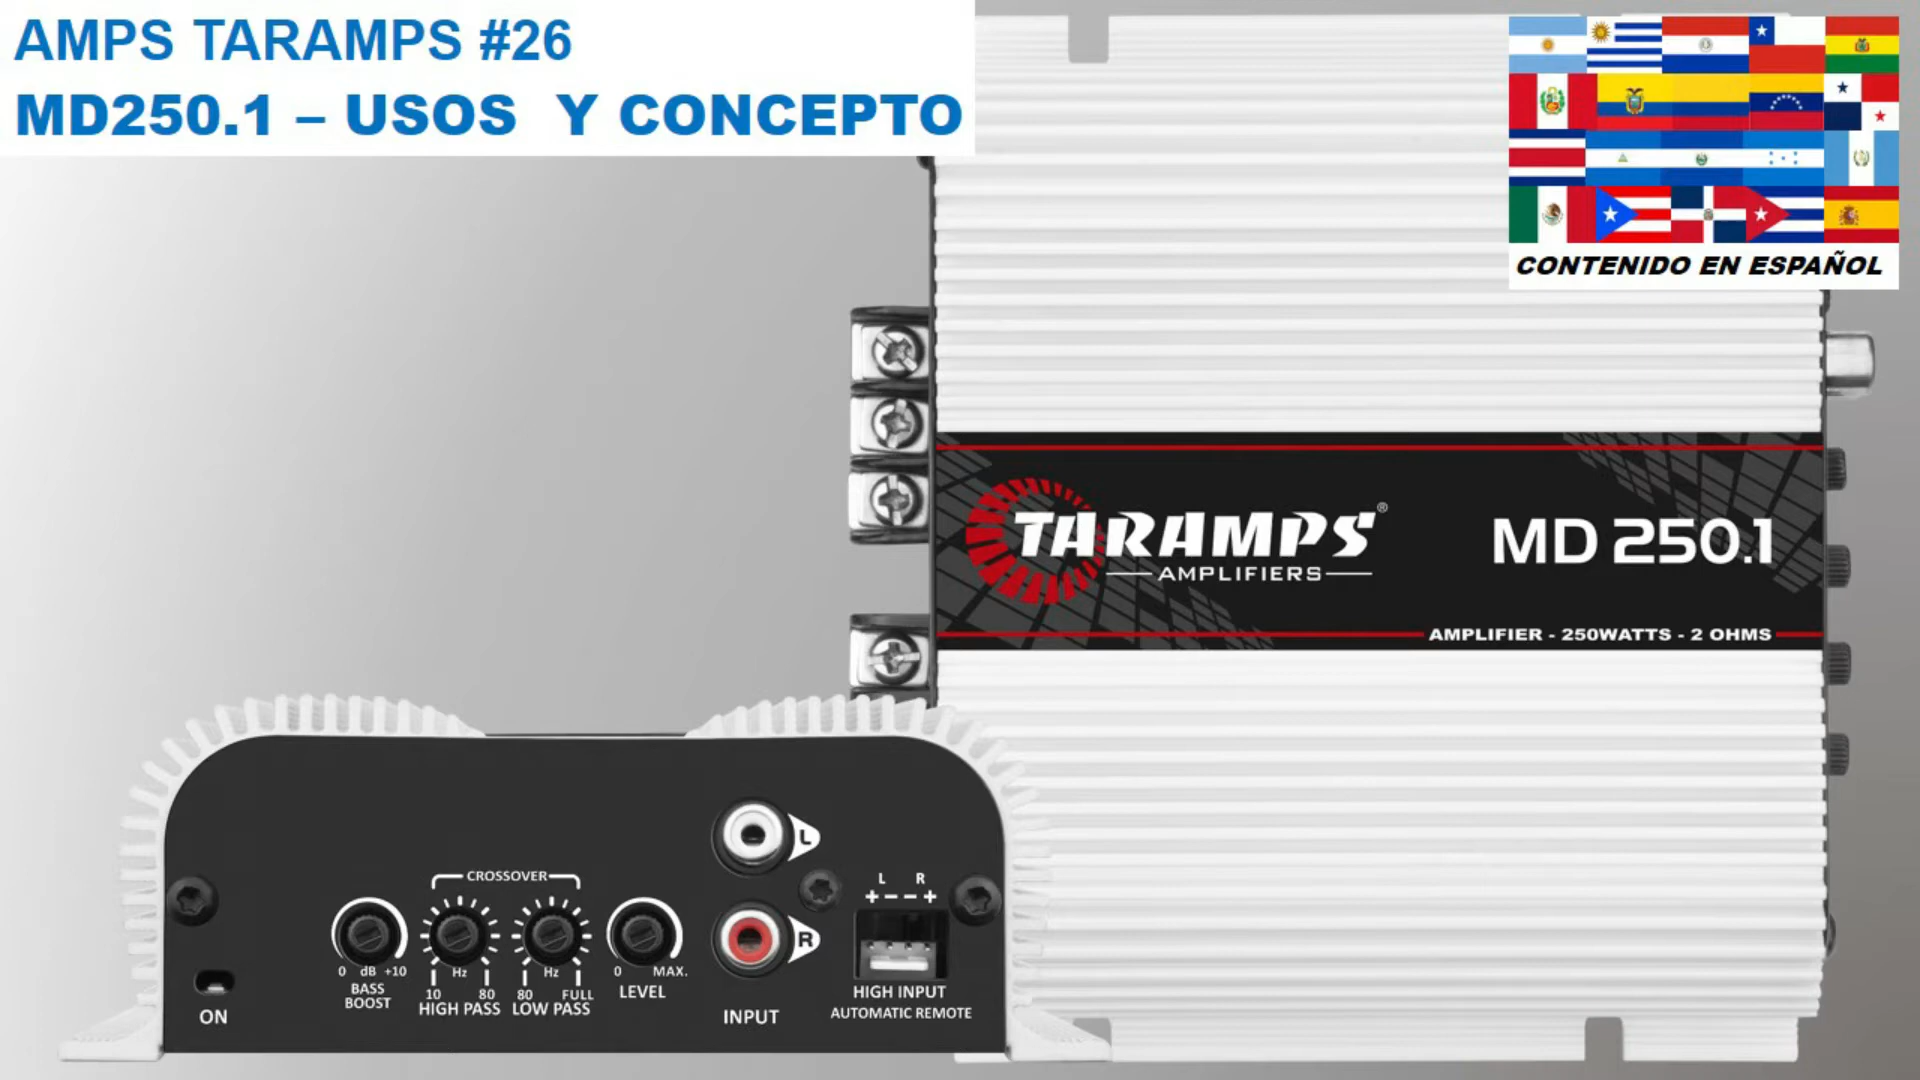 AMPS TARAMPS #26
MD250.1 – USOS Y CONCEPTO
CONTENIDO EN ESPAÑOL
TARAMPS®
AMPLIFIERS
MD 250.1
AMPLIFIER - 250WATTS - 2 OHMS
CROSSOVER
L
R
L R
+ - - +
0 dB +10
BASS
BOOST
Hz
10 80
HIGH PASS
Hz
80 FULL
LOW PASS
0 MAX.
LEVEL
ON
INPUT
HIGH INPUT
AUTOMATIC REMOTE